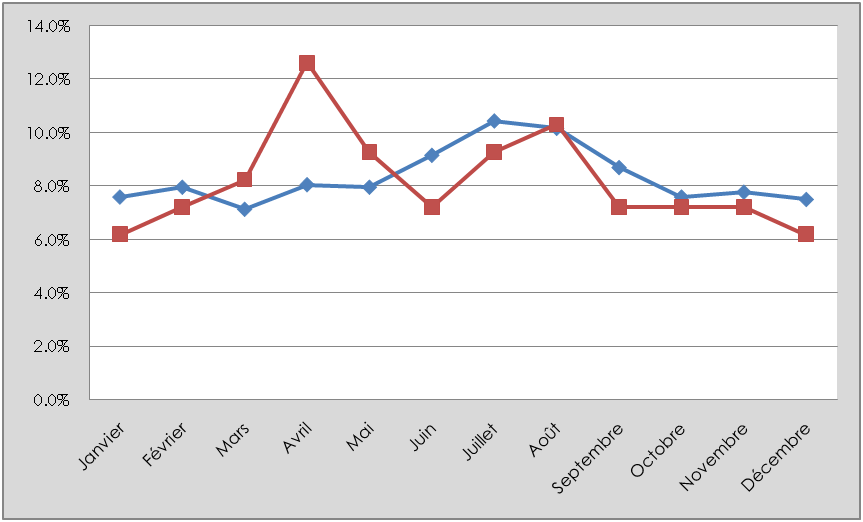 14.0%
12.0%
10.0%
8.0%
6.0%
4.0%
2.0%
0.0%
Janvier
Février
Mars
Avril
Mai
Juin
Juillet
Août
Septembre
Octobre
Novembre
Décembre